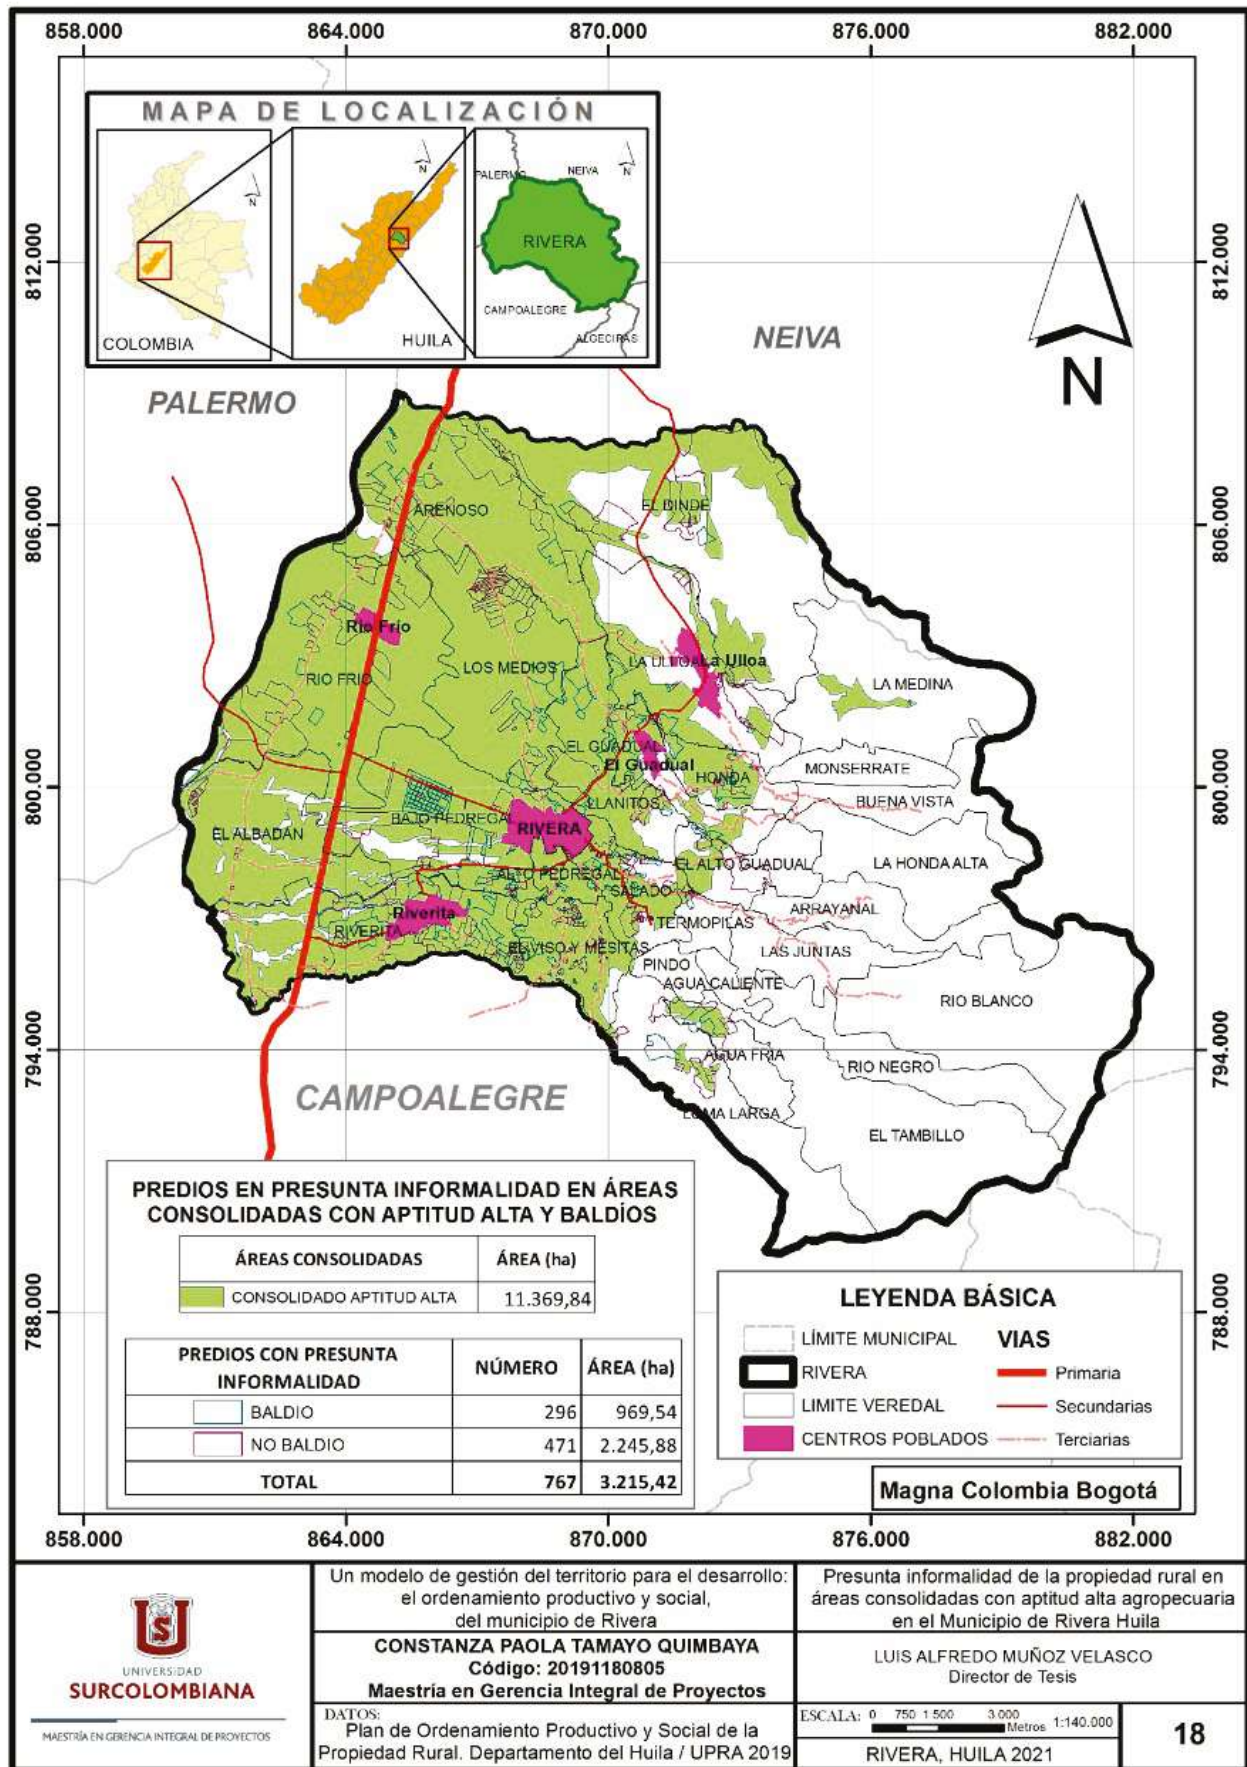 858.000 864.000 870.000 876.000 882.000
MAPA DE LOCALIZACIÓN
COLOMBIA
N
HUILA
N
PALERMO
NEIVA
N
RIVERA
CAMPOALEGRE
ALGECIRAS
812.000
812.000
NEIVA
N
PALERMO
806.000
806.000
ARENOSO
EL DINDE
Rio Frio
RIO FRIO
LOS MEDIOS
LA ULLOA
La Ulloa
LA MEDINA
800.000
800.000
EL GUADUAL
El Guadual
HONDA
MONSERRATE
BUENA VISTA
LLANITOS
EL ALBADAN
BAJO PEDREGAL
RIVERA
EL ALTO GUADUAL
LA HONDA ALTA
ALTO PEDREGAL
SALADO
Riverita
RIVERITA
ARRAYANAL
TERMOPILAS
EL VISO Y MESITAS
LAS JUNTAS
PINDO
AGUA CALIENTE
RIO BLANCO
794.000
794.000
AGUA FRIA
RIO NEGRO
LOMA LARGA
EL TAMBILLO
CAMPOALEGRE
PREDIOS EN PRESUNTA INFORMALIDAD EN ÁREAS
CONSOLIDADAS CON APTITUD ALTA Y BALDÍOS
ÁREAS CONSOLIDADAS ÁREA (ha)
CONSOLIDADO APTITUD ALTA 11.369,84
788.000
788.000
PREDIOS CON PRESUNTA
INFORMALIDAD NÚMERO ÁREA (ha)
BALDIO 296 969,54
NO BALDIO 471 2.245,88
TOTAL 767 3.215,42
LEYENDA BÁSICA
LÍMITE MUNICIPAL
RIVERA
LIMITE VEREDAL
CENTROS POBLADOS
VIAS
Primaria
Secundarias
Terciarias
Magna Colombia Bogotá
858.000 864.000 870.000 876.000 882.000
UNIVERSIDAD
SURCOLOMBIANA
MAESTRÍA EN GERENCIA INTEGRAL DE PROYECTOS
Un modelo de gestión del territorio para el desarrollo:
el ordenamiento productivo y social,
del municipio de Rivera
CONSTANZA PAOLA TAMAYO QUIMBAYA
Código: 20191180805
Maestría en Gerencia Integral de Proyectos
DATOS:
Plan de Ordenamiento Productivo y Social de la
Propiedad Rural. Departamento del Huila / UPRA 2019
Presunta informalidad de la propiedad rural en
áreas consolidadas con aptitud alta agropecuaria
en el Municipio de Rivera Huila
LUIS ALFREDO MUÑOZ VELASCO
Director de Tesis
ESCALA: 0 750 1 500 3.000 Metros 1:140.000
RIVERA, HUILA 2021
18